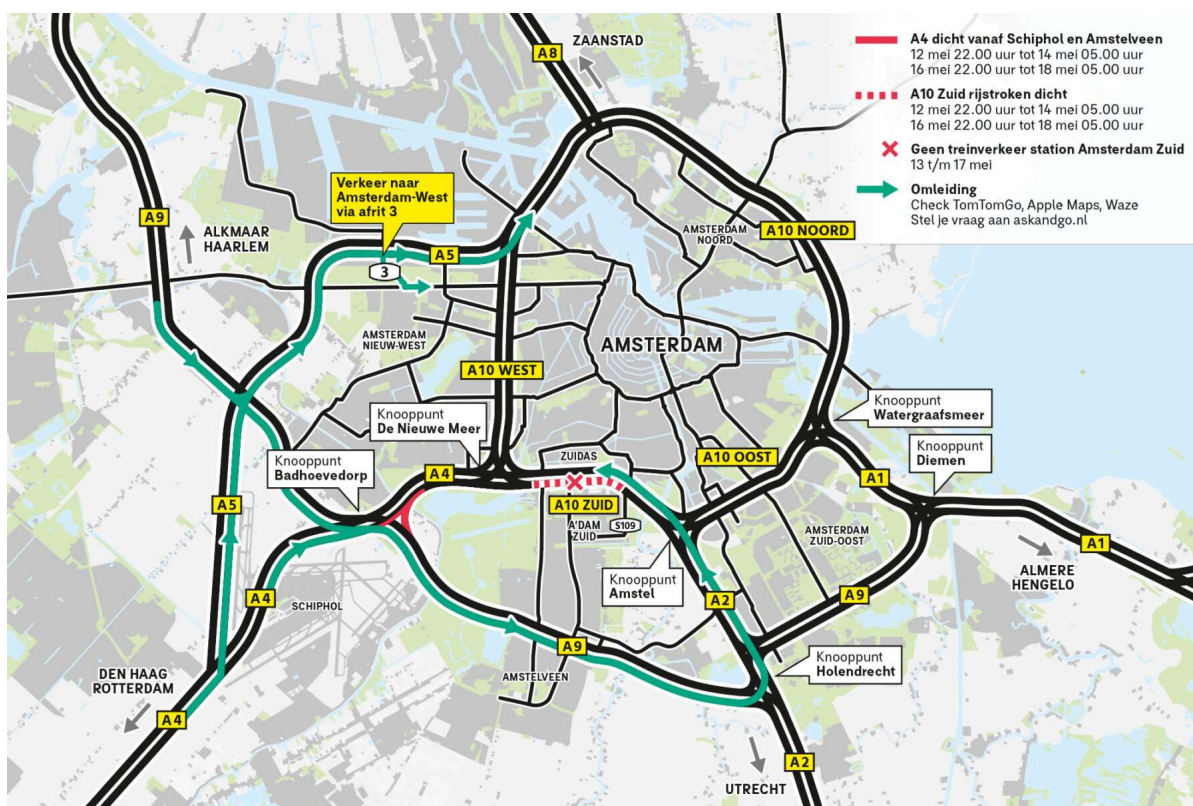 A4 dicht vanaf Schiphol en Amstelveen
12 mei 22.00 uur tot 14 mei 05.00 uur
16 mei 22.00 uur tot 18 mei 05.00 uur
A10 Zuid rijstroken dicht
12 mei 22.00 uur tot 14 mei 05.00 uur
16 mei 22.00 uur tot 18 mei 05.00 uur
Geen treinverkeer station Amsterdam Zuid
13 t/m 17 mei
Omleiding
Check TomTomGo, Apple Maps, Waze
Stel je vraag aan askandgo.nl
ZAANSTAD
A8
Verkeer naar
Amsterdam-West
via afrit 3
A9
ALKMAAR
HAARLEM
A5
3
AMSTERDAM
NOORD
A10 NOORD
AMSTERDAM
NIEUW-WEST
AMSTERDAM
A10 WEST
Knooppunt
De Nieuwe Meer
Knooppunt
Watergraafsmeer
Knooppunt
Badhoevedorp
A4
ZUIDAS
A10 OOST
Knooppunt
Diemen
A1
A5
A10 ZUID
A'DAM
ZUID
S109
AMSTERDAM
ZUID-OOST
A1
ALMERE
HENGELO
Knooppunt
Amstel
A4
SCHIPHOL
A2
A9
A9
AMSTELVEEN
Knooppunt
Holendrecht
DEN HAAG
ROTTERDAM
A4
A2
UTRECHT